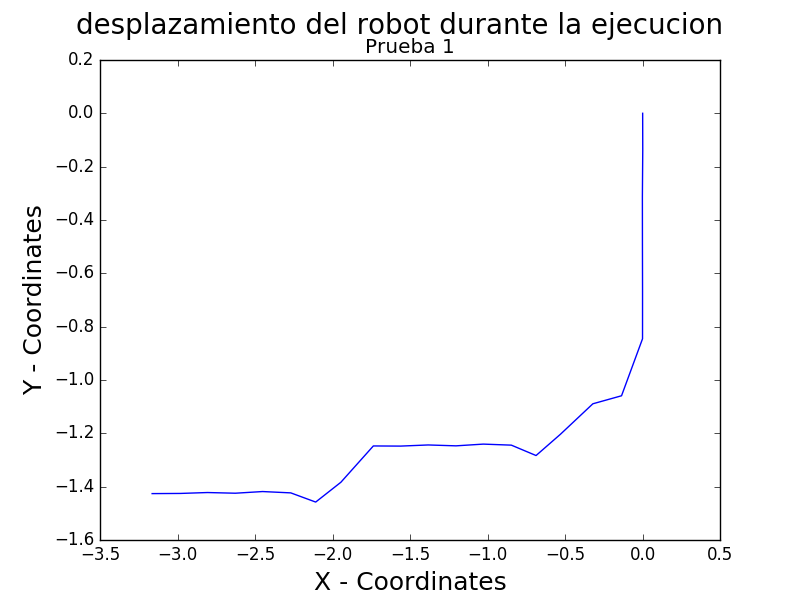 desplazamiento del robot durante la ejecucion
Prueba 1
0.2
0.0
−0.2
−0.4
−0.6
−0.8
−1.0
−1.2
−1.4
−1.6
Y - Coordinates
−3.5 −3.0 −2.5 −2.0 −1.5 −1.0 −0.5 0.0 0.5
X - Coordinates